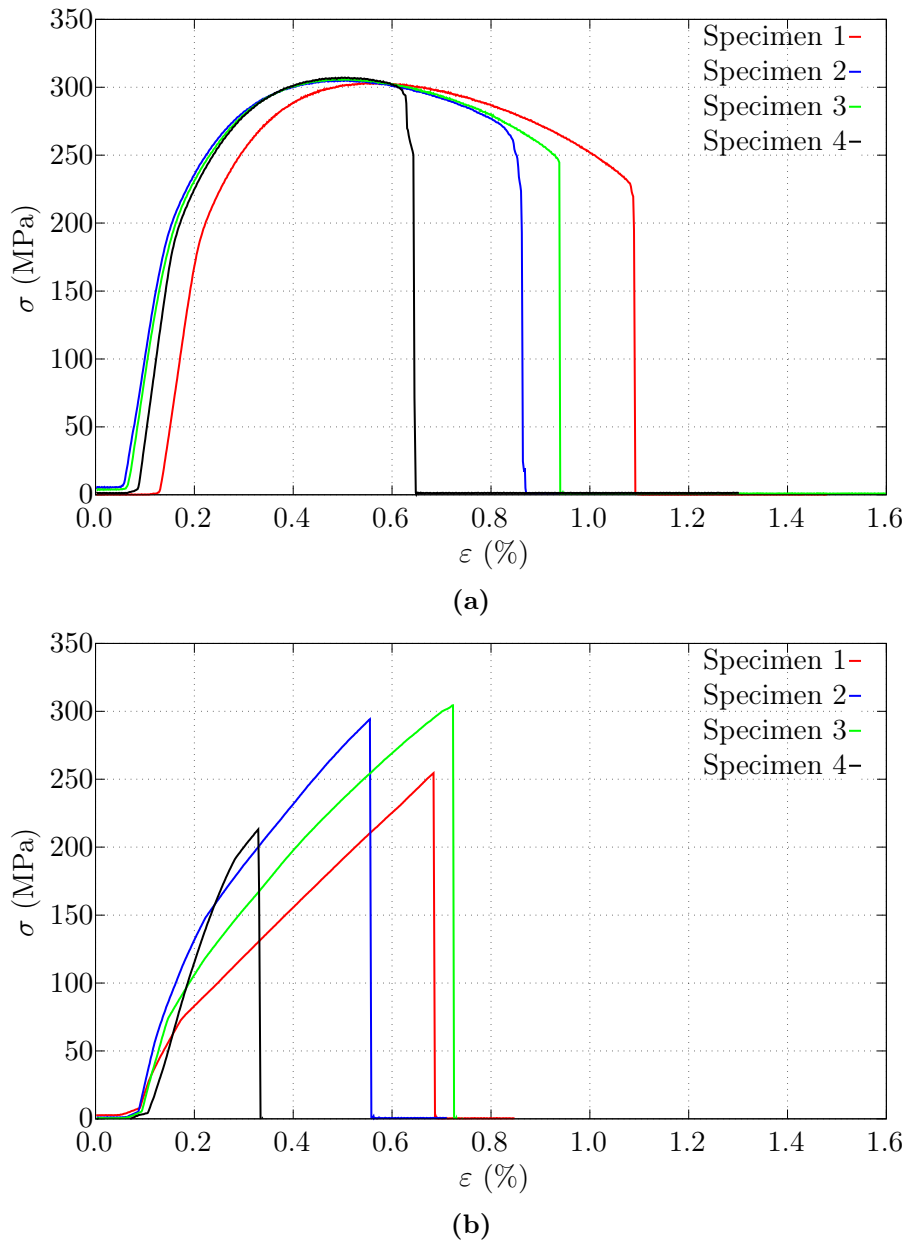 350
300
250
200
150
100
50
0
σ (MPa)
Specimen 1
Specimen 2
Specimen 3
Specimen 4
0.0 0.2 0.4 0.6 0.8 1.0 1.2 1.4 1.6
ε (%)
(a)
350
300
250
200
150
100
50
0
σ (MPa)
Specimen 1
Specimen 2
Specimen 3
Specimen 4
0.0 0.2 0.4 0.6 0.8 1.0 1.2 1.4 1.6
ε (%)
(b)